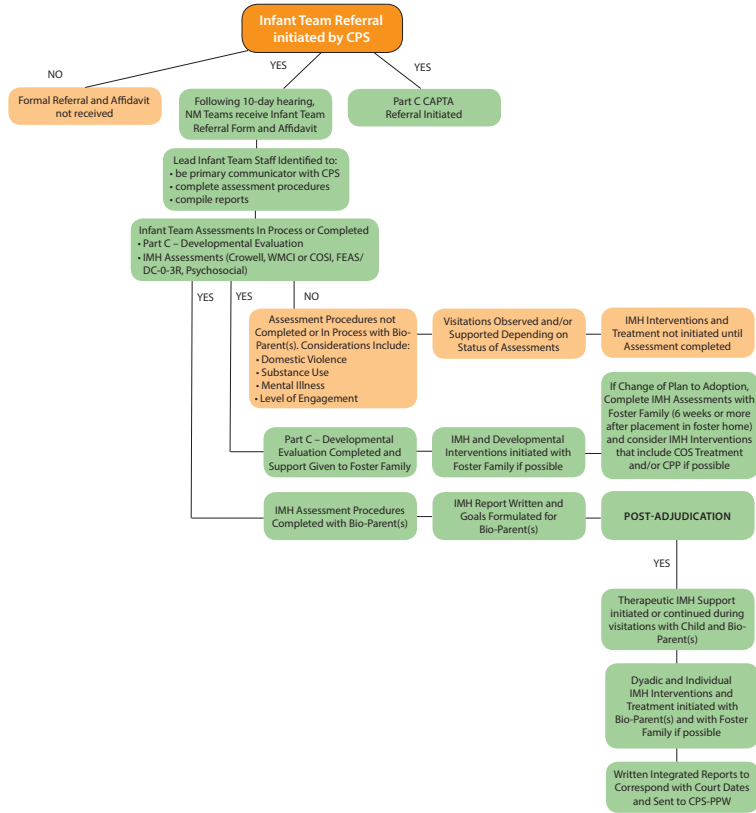 Infant Team Referral
initiated by CPS
NO
YES
YES
Formal Referral and Affidavit
not received
Following 10-day hearing,
NM Teams receive Infant Team
Referral Form and Affidavit
Part C CAPTA
Referral Initiated
Lead Infant Team Staff Identified to:
• be primary communicator with CPS
• complete assessment procedures
• compile reports
Infant Team Assessments In Process or Completed
• Part C – Developmental Evaluation
• IMH Assessments (Crowell, WMCI or COSI, FEAS/
DC-0-3R, Psychosocial)
YES
YES
NO
Assessment Procedures not
Completed or In Process with Bio-
Parent(s). Considerations Include:
• Domestic Violence
• Substance Use
• Mental Illness
• Level of Engagement
Visitations Observed and/or
Supported Depending on
Status of Assessments
IMH Interventions and
Treatment not initiated until
Assessment completed
Part C – Developmental
Evaluation Completed and
Support Given to Foster Family
IMH and Developmental
Interventions initiated with
Foster Family if possible
If Change of Plan to Adoption,
Complete IMH Assessments with
Foster Family (6 weeks or more
after placement in foster home)
and consider IMH Interventions
that include COS Treatment
and/or CPP if possible
IMH Assessment Procedures
Completed with Bio-Parent(s)
IMH Report Written and
Goals Formulated for
Bio-Parent(s)
POST-ADJUDICATION
YES
Therapeutic IMH Support
initiated or continued during
visitations with Child and Bio-
Parent(s)
Dyadic and Individual
IMH Interventions and
Treatment initiated with
Bio-Parent(s) and with Foster
Family if possible
Written Integrated Reports to
Correspond with Court Dates
and Sent to CPS-PPW